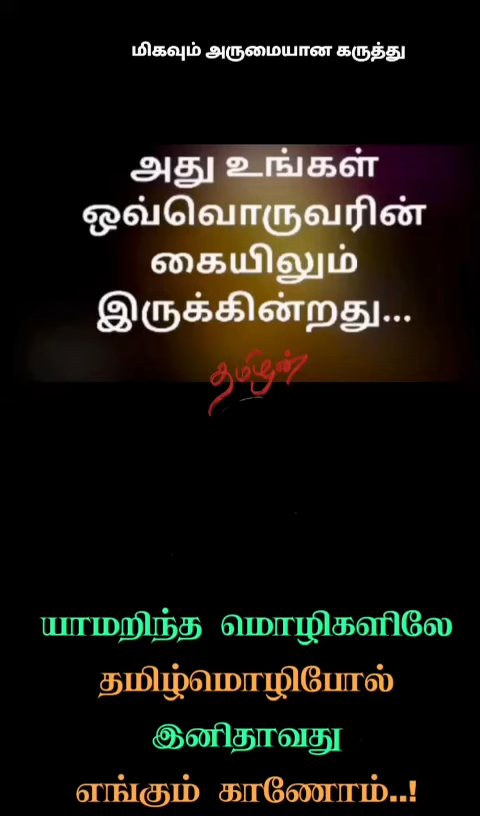 மிகவும் அருமையான கருத்து
அது உங்கள்
ஒவ்வொருவரின்
கையிலும்
இருக்கின்றது...
தமிழன்
யாமறிந்த மொழிகளிலே
தமிழ்மொழிபோல்
இனிதாவது
எங்கும் காணோம்..!